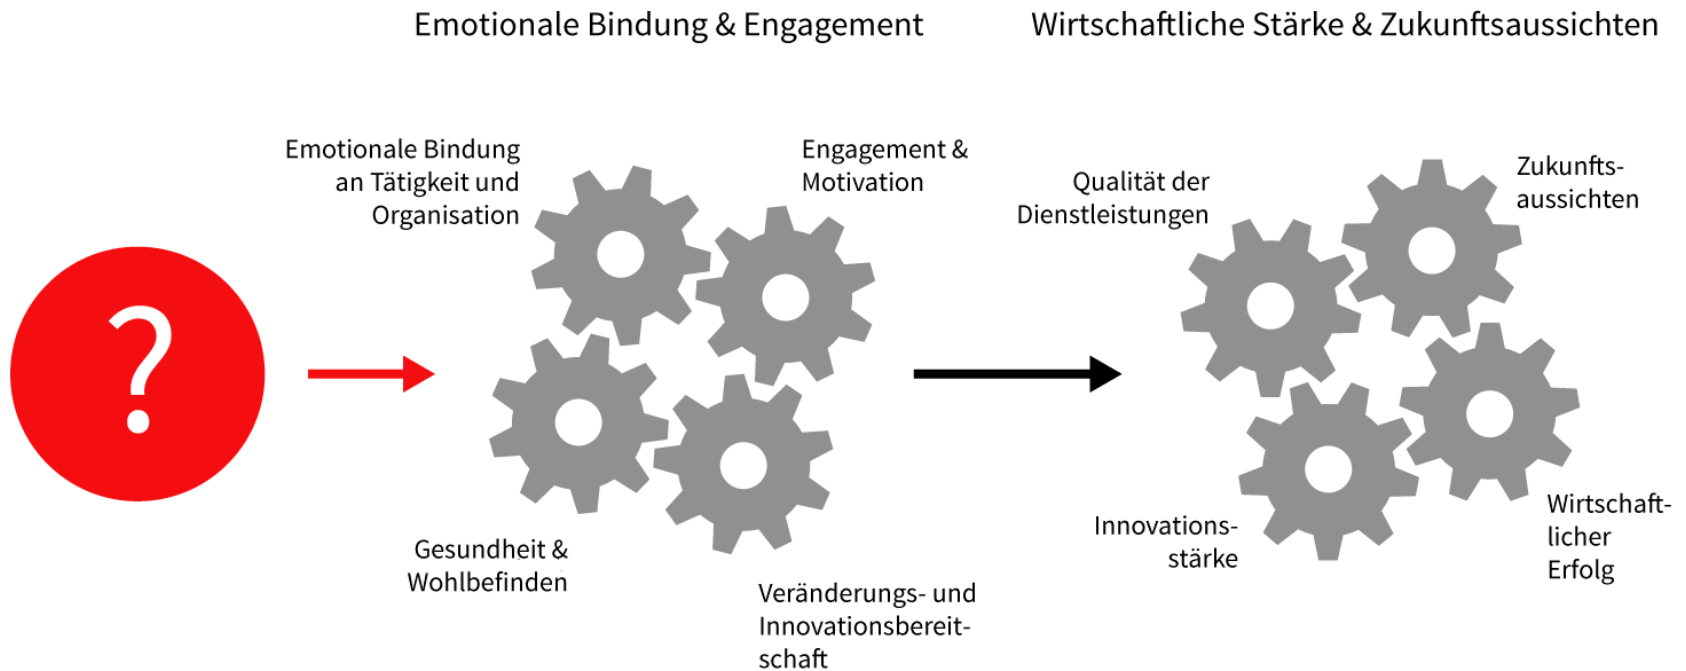 Emotionale Bindung & Engagement
Wirtschaftliche Stärke & Zukunftsaussichten
Emotionale Bindung
an Tätigkeit und
Organisation
Engagement &
Motivation
Qualität der
Dienstleistungen
Zukunfts-
aussichten
?
Gesundheit &
Wohlbefinden
Veränderungs- und
Innovationsbereit-
schaft
Innovations-
stärke
Wirtschaft-
licher
Erfolg